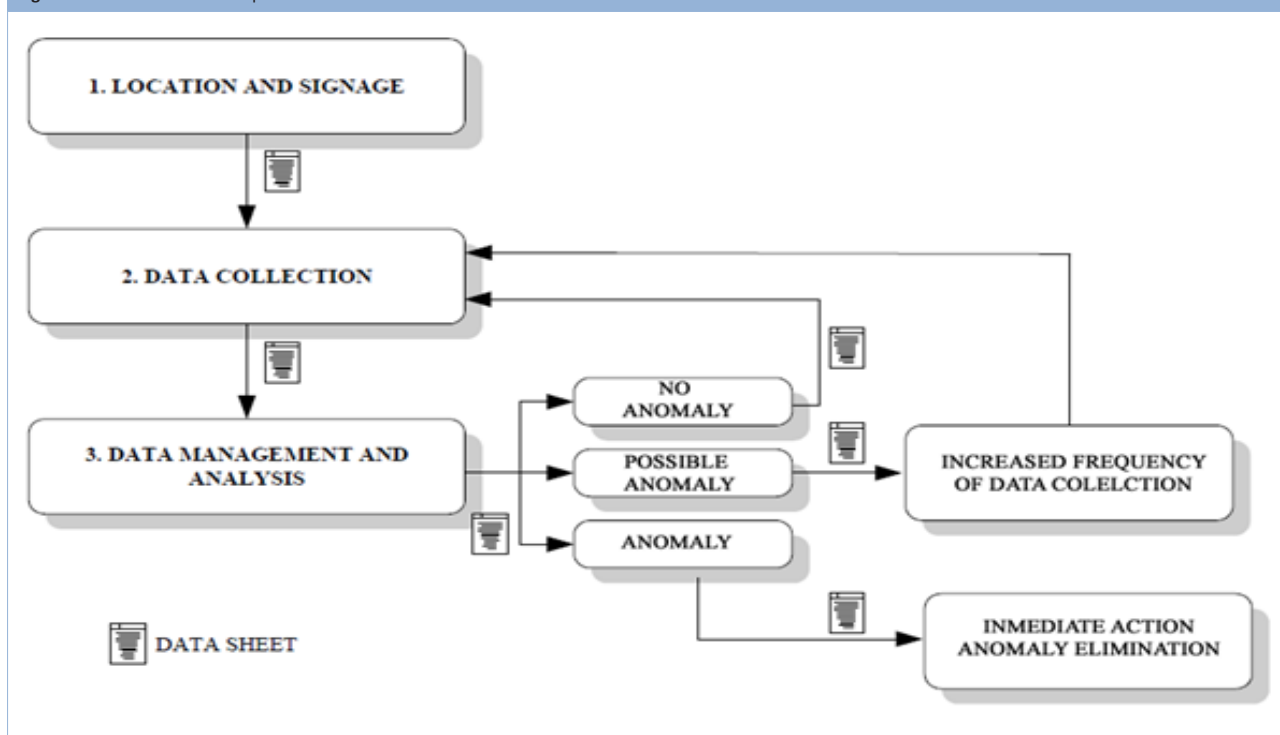 1. LOCATION AND SIGNAGE
2. DATA COLLECTION
3. DATA MANAGEMENT AND
ANALYSIS
NO
ANOMALY
POSSIBLE
ANOMALY
ANOMALY
INCREASED FREQUENCY
OF DATA COLELCTION
INMEDIATE ACTION
ANOMALY ELIMINATION
DATA SHEET